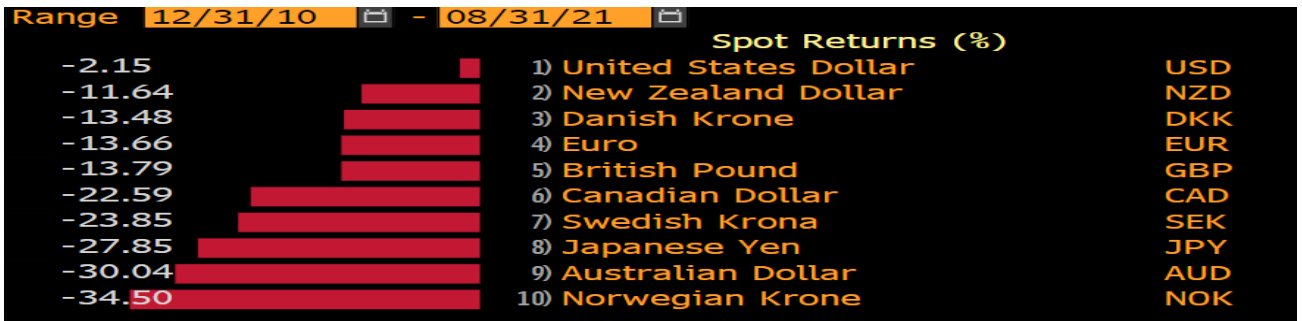 Range 12/31/10 - 08/31/21
Spot Returns (%)
-2.15 1) United States Dollar USD
-11.64 2) New Zealand Dollar NZD
-13.48 3) Danish Krone DKK
-13.66 4) Euro EUR
-13.79 5) British Pound GBP
-22.59 6) Canadian Dollar CAD
-23.85 7) Swedish Krona SEK
-27.85 8) Japanese Yen JPY
-30.04 9) Australian Dollar AUD
-34.50 10) Norwegian Krone NOK